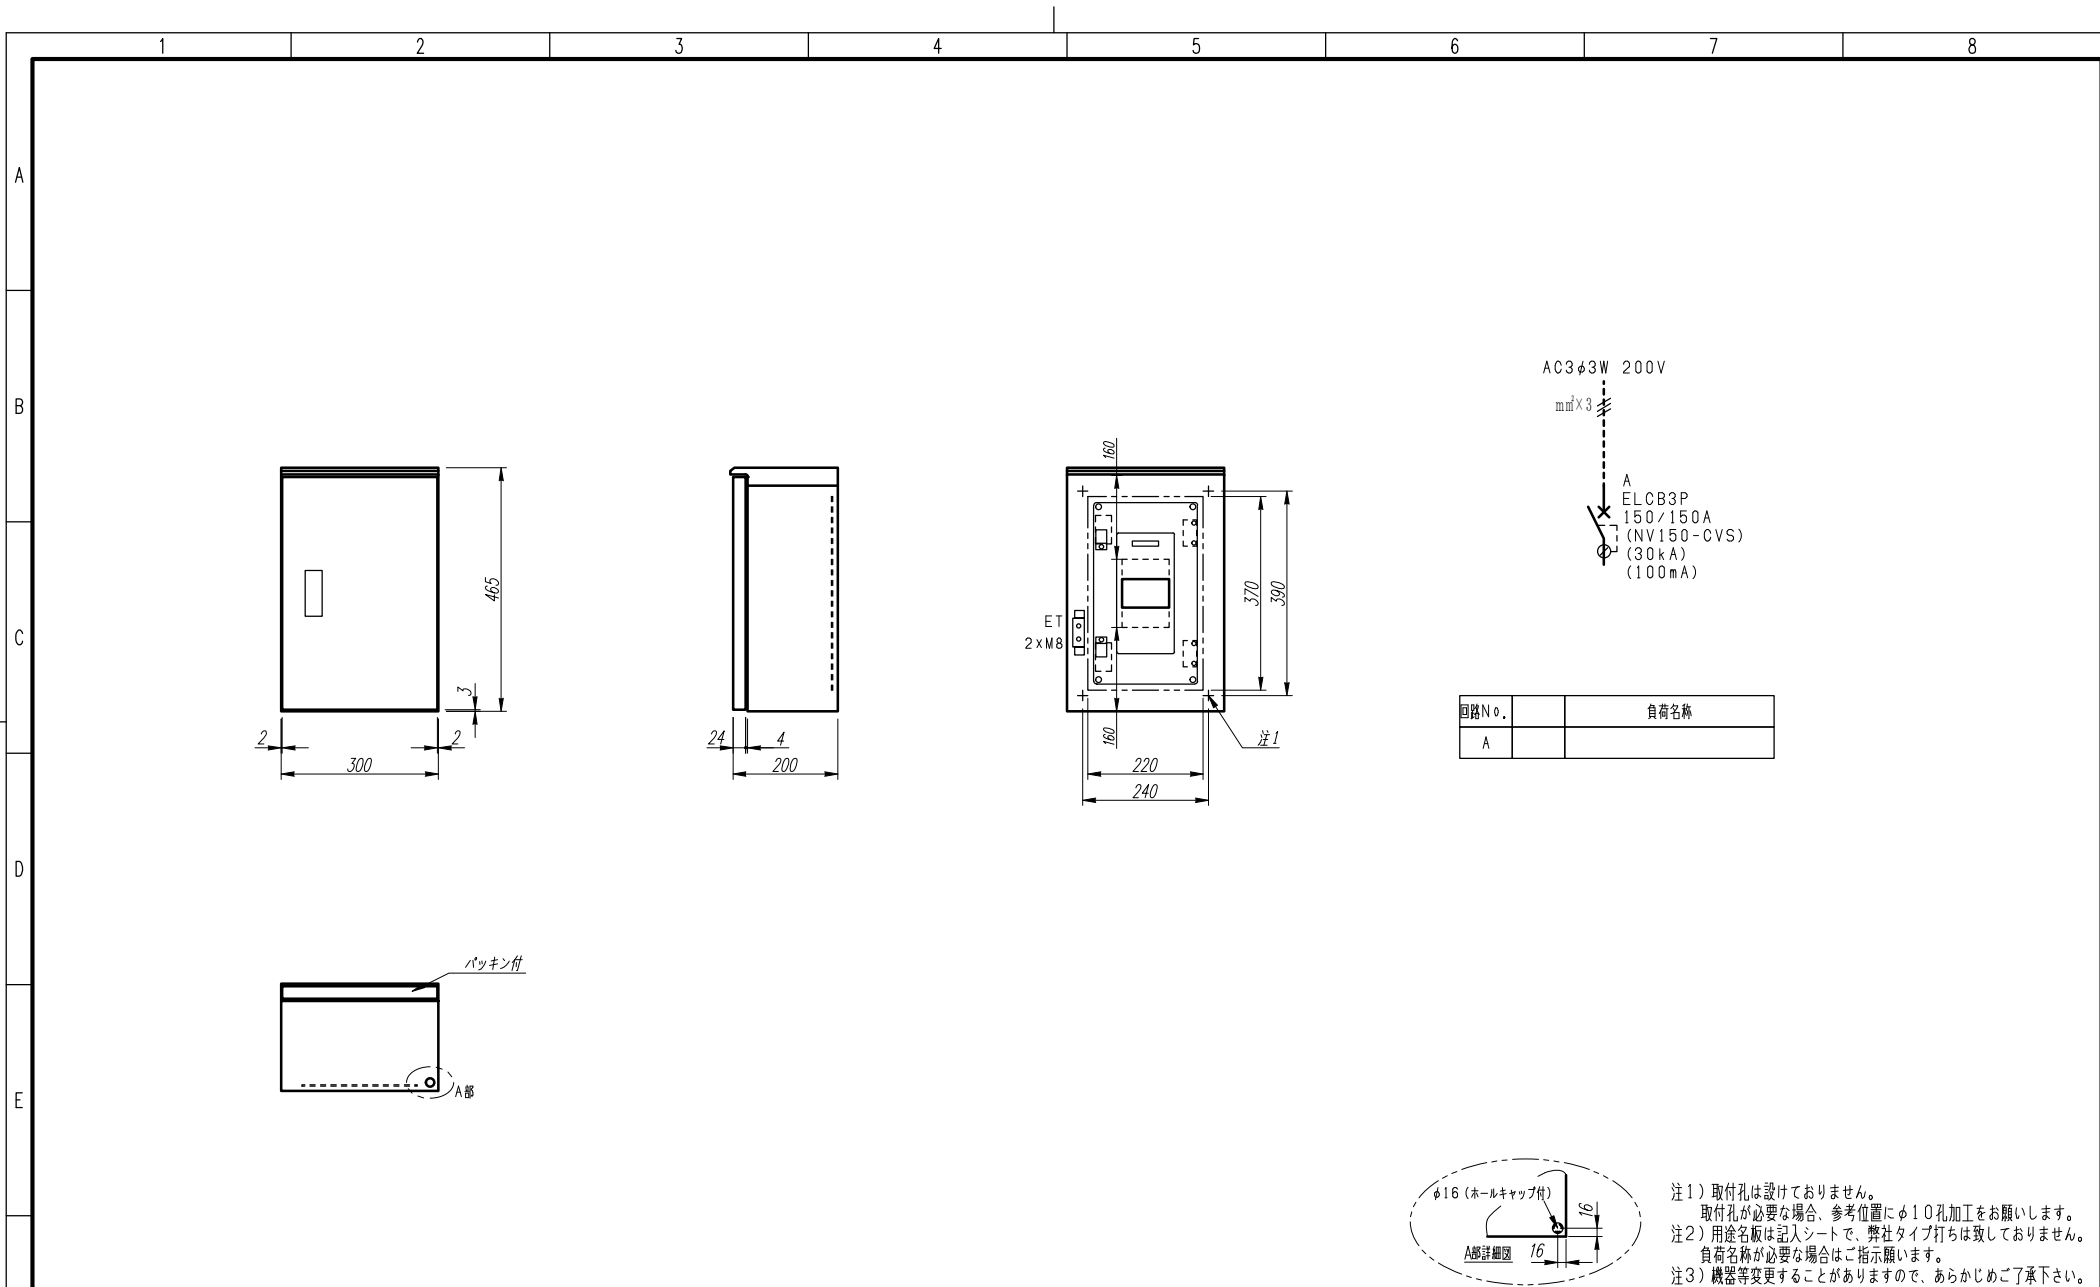 1 2 3 4 5 6 7 8
A
B
C
D
E
AC3φ3W 200V
mm²×3
A
ELCB3P
150/150A
(NV150-CVS)
(30kA)
(100mA)
465
3
2
2
300
24
4
200
160
370
390
ET
2×M8
160
注1
220
240
回路No. 負荷名称
A
パッキン付
A部
φ16(ホールキャップ付)
16
A部詳細図 16
注1)取付孔は設けておりません。
取付孔が必要な場合、参考位置にφ10孔加工をお願いします。
注2)用途名板は記入シートで、弊社タイプ打ちは致しておりません。
負荷名称が必要な場合はご指示願います。
注3)機器等変更することがありますので、あらかじめご了承下さい。